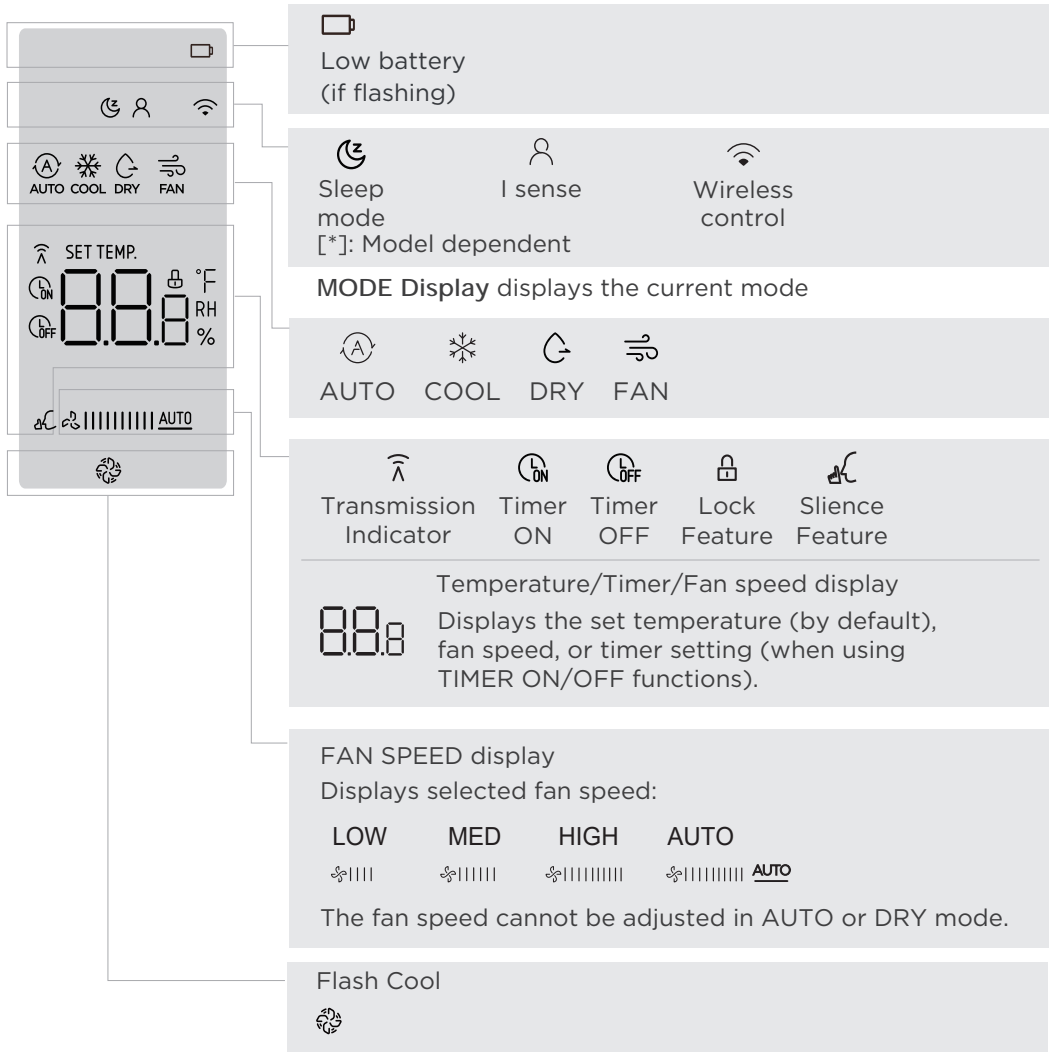 AUTO COOL DRY FAN
SET TEMP.
ON
°F
OFF
RH
%
AUTO
Low battery
(if flashing)
Sleep
mode
I sense
Wireless
control
[*]: Model dependent
MODE Display displays the current mode
AUTO COOL DRY FAN
ON OFF
Transmission
Indicator
Timer
ON
Timer
OFF
Lock
Feature
Slience
Feature
Temperature/Timer/Fan speed display
Displays the set temperature (by default),
fan speed, or timer setting (when using
TIMER ON/OFF functions).
FAN SPEED display
Displays selected fan speed:
LOW MED HIGH AUTO
AUTO
The fan speed cannot be adjusted in AUTO or DRY mode.
Flash Cool